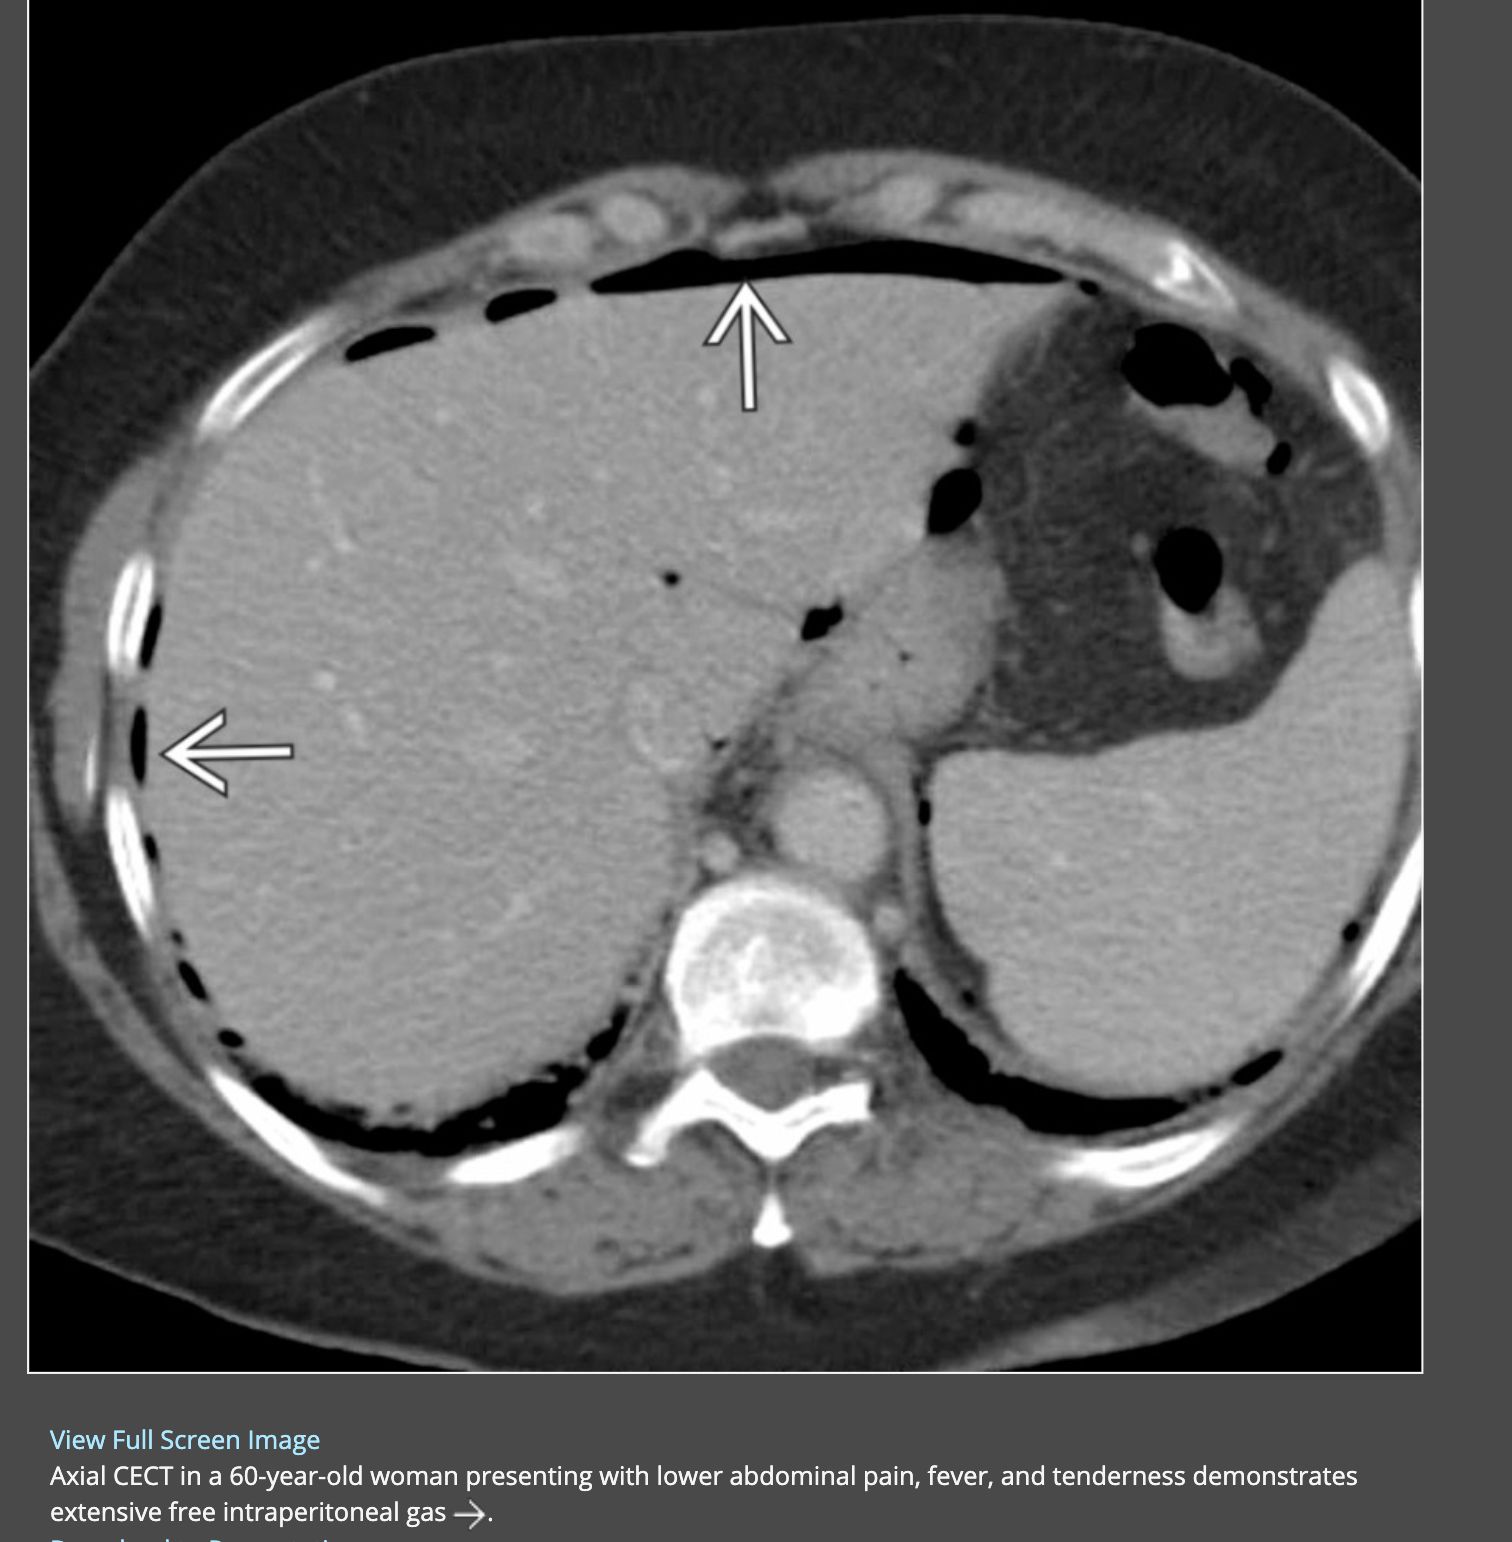 View Full Screen Image
Axial CECT in a 60-year-old woman presenting with lower abdominal pain, fever, and tenderness demonstrates
extensive free intraperitoneal gas →.